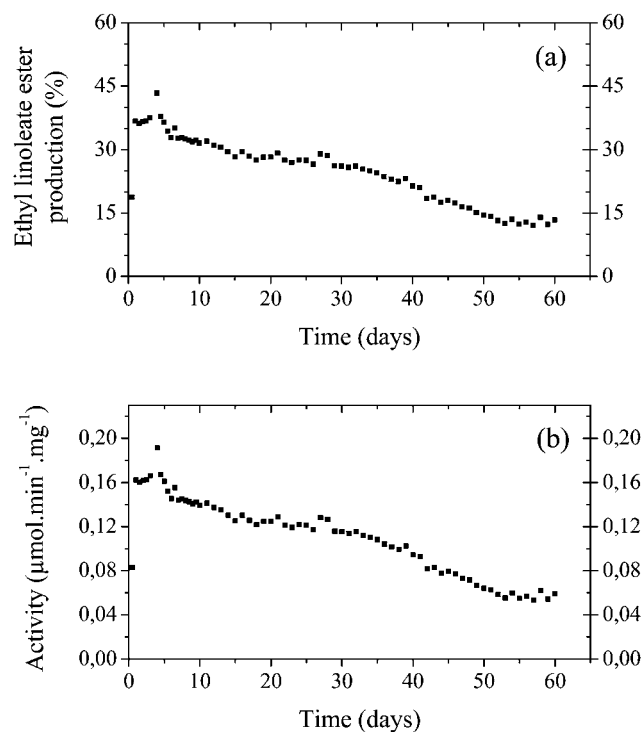 (a)
Ethyl linoleate ester
production (%)
60
45
30
15
0
60
45
30
15
0
0 10 20 30 40 50 60
Time (days)
(b)
Activity (µmol.min⁻¹.mg⁻¹)
0,20
0,16
0,12
0,08
0,04
0,00
0,20
0,16
0,12
0,08
0,04
0,00
0 10 20 30 40 50 60
Time (days)